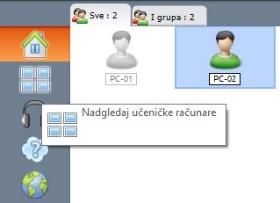 Sve : 2
I grupa : 2
PC-01
PC-02
Nadgledaj učeničke računare